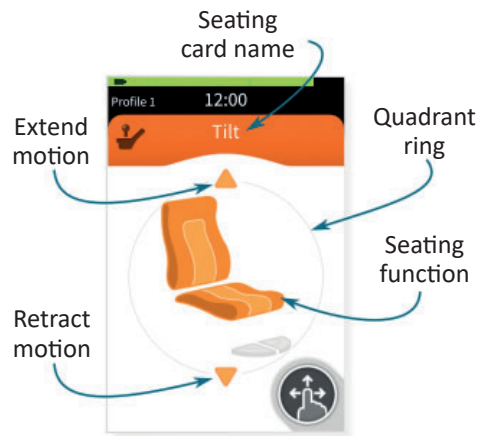 Seating
card name
Profile 1
12:00
Tilt
Extend
motion
Quadrant
ring
Seating
function
Retract
motion